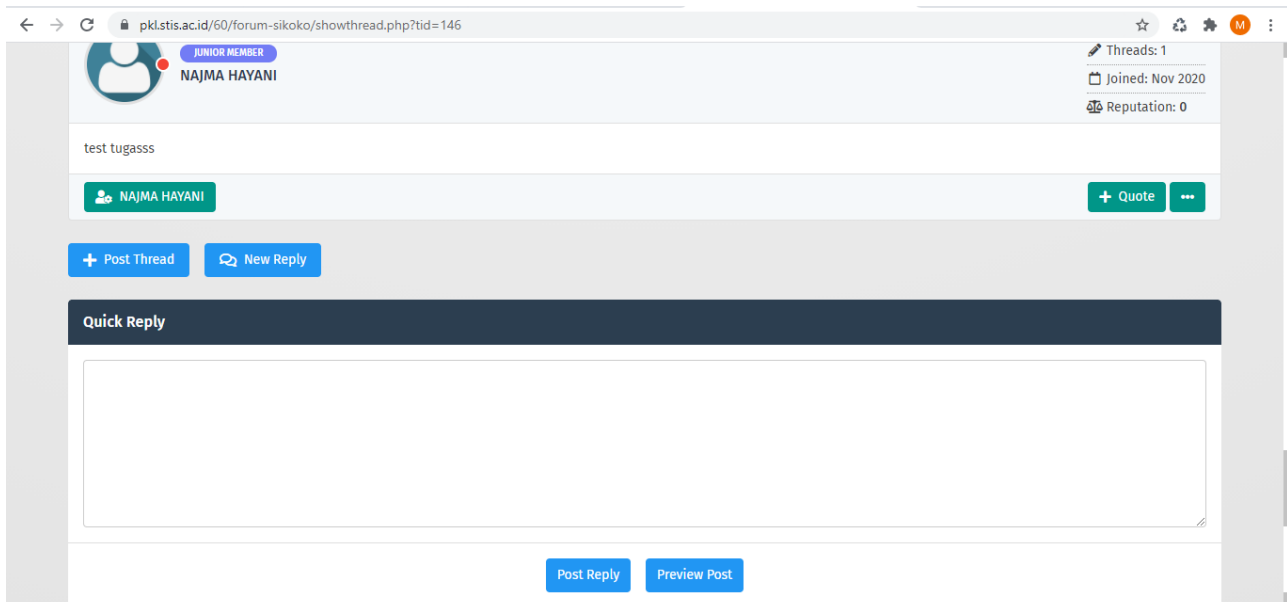 pkl.stis.ac.id/60/forum-sikoko/showthread.php?tid=146
M
JUNIOR MEMBER
NAJMA HAYANI
Threads: 1
Joined: Nov 2020
Reputation: 0
test tugasss
NAJMA HAYANI
+ Quote
+ Post Thread
New Reply
Quick Reply
Post Reply
Preview Post